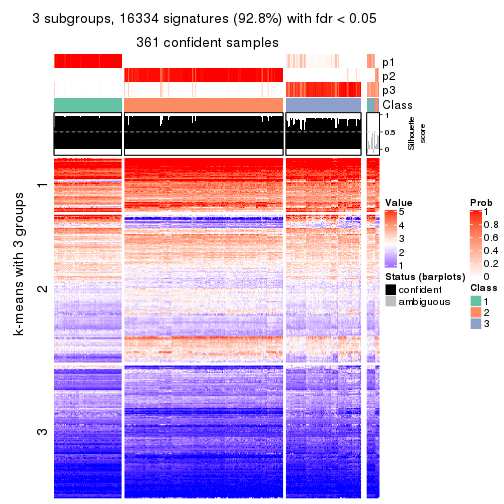 3 subgroups, 16334 signatures (92.8%) with fdr < 0.05
361 confident samples
p1
p2
p3
Class
1
0.5
0
Silhouette
score
k-means with 3 groups
1
2
3
Value
5
4
3
2
1
Status (barplots)
confident
ambiguous
Prob
1
0.8
0.6
0.4
0.2
0
Class
1
2
3